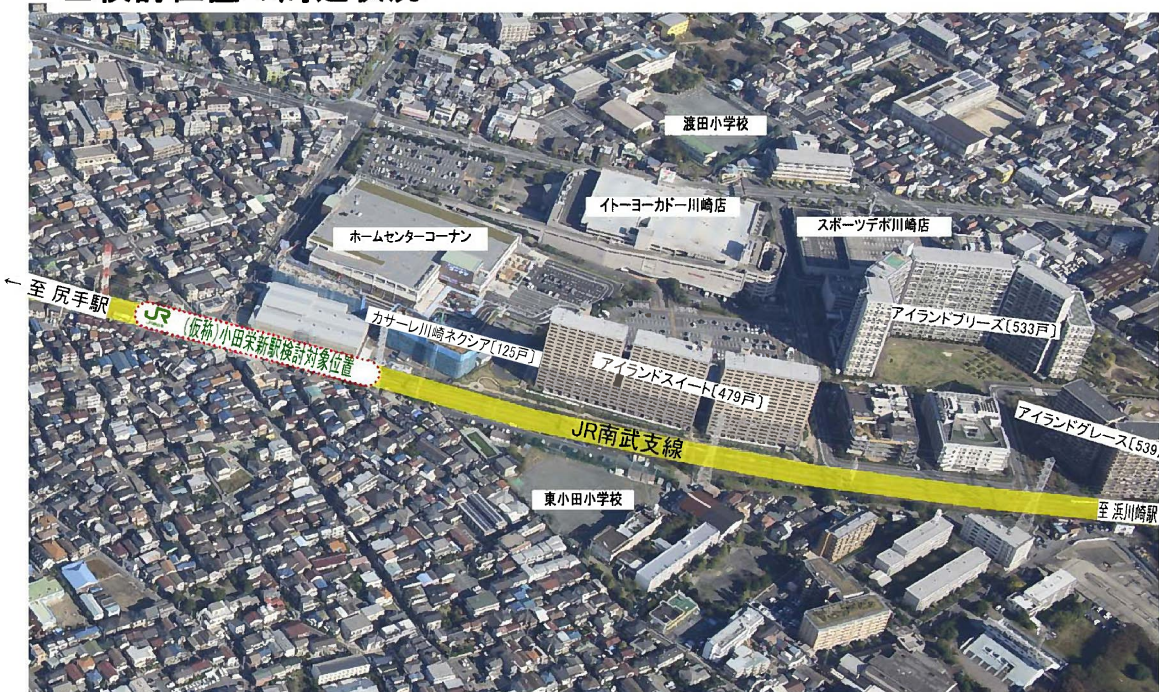 渡田小学校
イトーヨーカドー川崎店
スポーツデポ川崎店
ホームセンターコーナン
← 至 尻手駅
JR (仮称)小田栄新駅検討対象位置
カサーレ川崎ネクシア〔125戸〕
アイランドブリーズ〔533戸〕
アイランドスイート〔479戸〕
アイランドグレース〔539
JR南武支線
東小田小学校
至 浜川崎駅